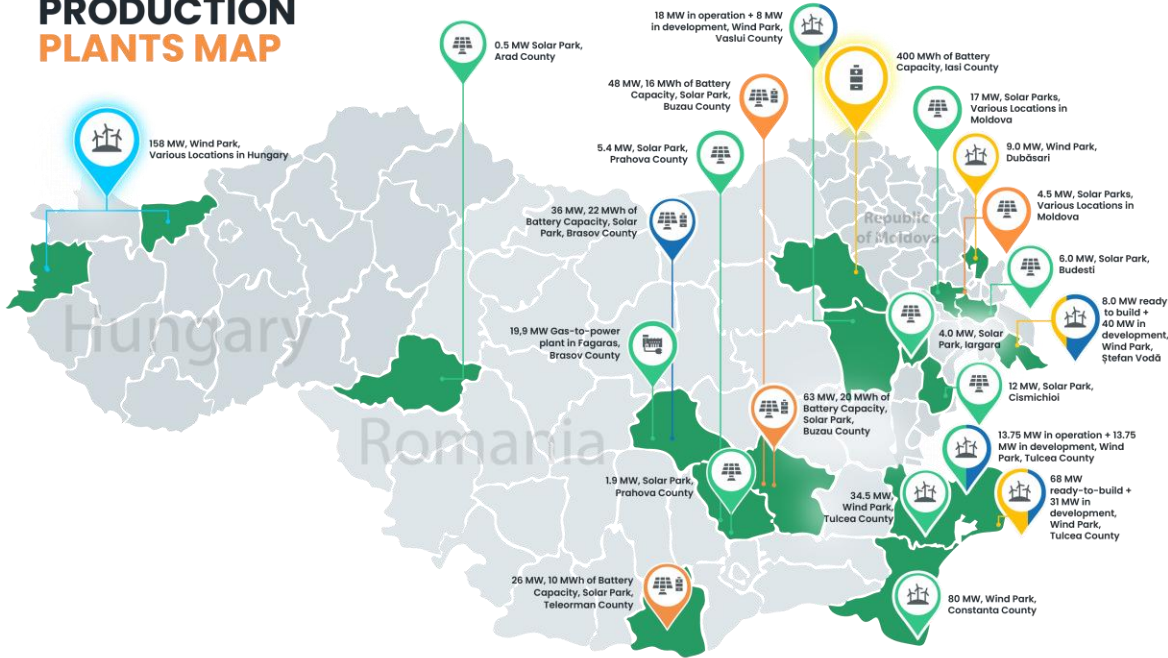 PRODUCTION
PLANTS MAP
0.5 MW Solar Park,
Arad County
18 MW in operation + 8 MW
in development, Wind Park,
Vaslui County
400 MWh of Battery
Capacity, Iasi County
48 MW, 16 MWh of Battery
Capacity, Solar Park,
Buzau County
17 MW, Solar Parks,
Various Locations in
Moldova
158 MW, Wind Park,
Various Locations in Hungary
5.4 MW, Solar Park,
Prahova County
9.0 MW, Wind Park,
Dubăsari
4.5 MW, Solar Parks,
Various Locations in
Moldova
36 MW, 22 MWh of
Battery Capacity, Solar
Park, Brasov County
Republic
of Moldova
6.0 MW, Solar Park,
Budesti
Hungary
19,9 MW Gas-to-power
plant in Fagaras,
Brasov County
4.0 MW, Solar
Park, Iargara
8.0 MW ready
to build +
40 MW in
development,
Wind Park,
Ștefan Vodă
12 MW, Solar Park,
Cismichioi
63 MW, 20 MWh of
Battery Capacity,
Solar Park,
Buzau County
Romania
13.75 MW in operation + 13.75
MW in development, Wind
Park, Tulcea County
1.9 MW, Solar Park,
Prahova County
34.5 MW,
Wind Park,
Tulcea County
68 MW
ready-to-build +
31 MW in
development,
Wind Park,
Tulcea County
26 MW, 10 MWh of Battery
Capacity, Solar Park,
Teleorman County
80 MW, Wind Park,
Constanta County